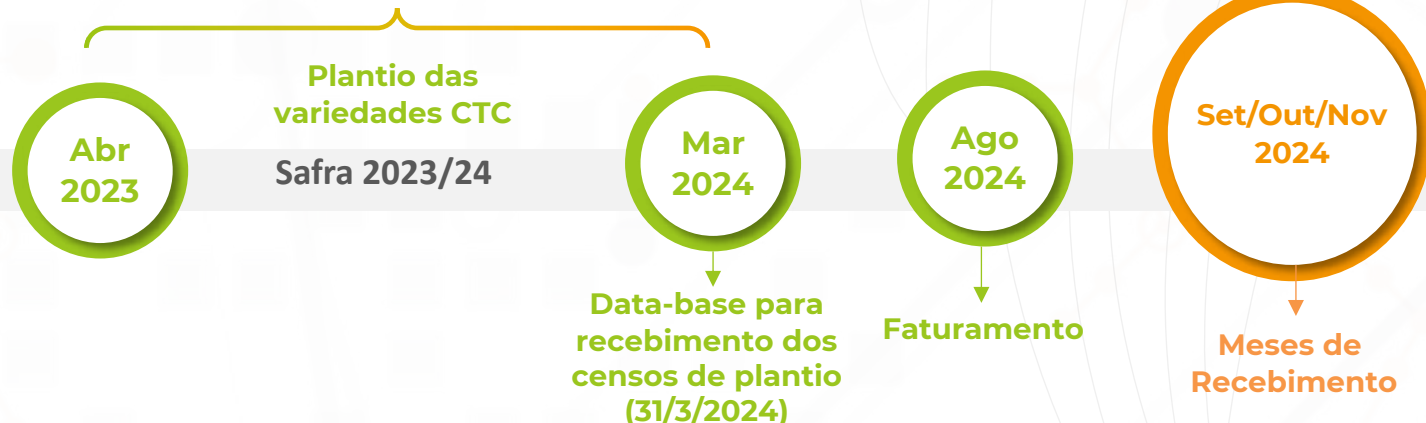 Plantio das
variedades CTC
Safra 2023/24
Abr
2023
Mar
2024
Ago
2024
Set/Out/Nov
2024
Data-base para
recebimento dos
censos de plantio
(31/3/2024)
Faturamento
Meses de
Recebimento